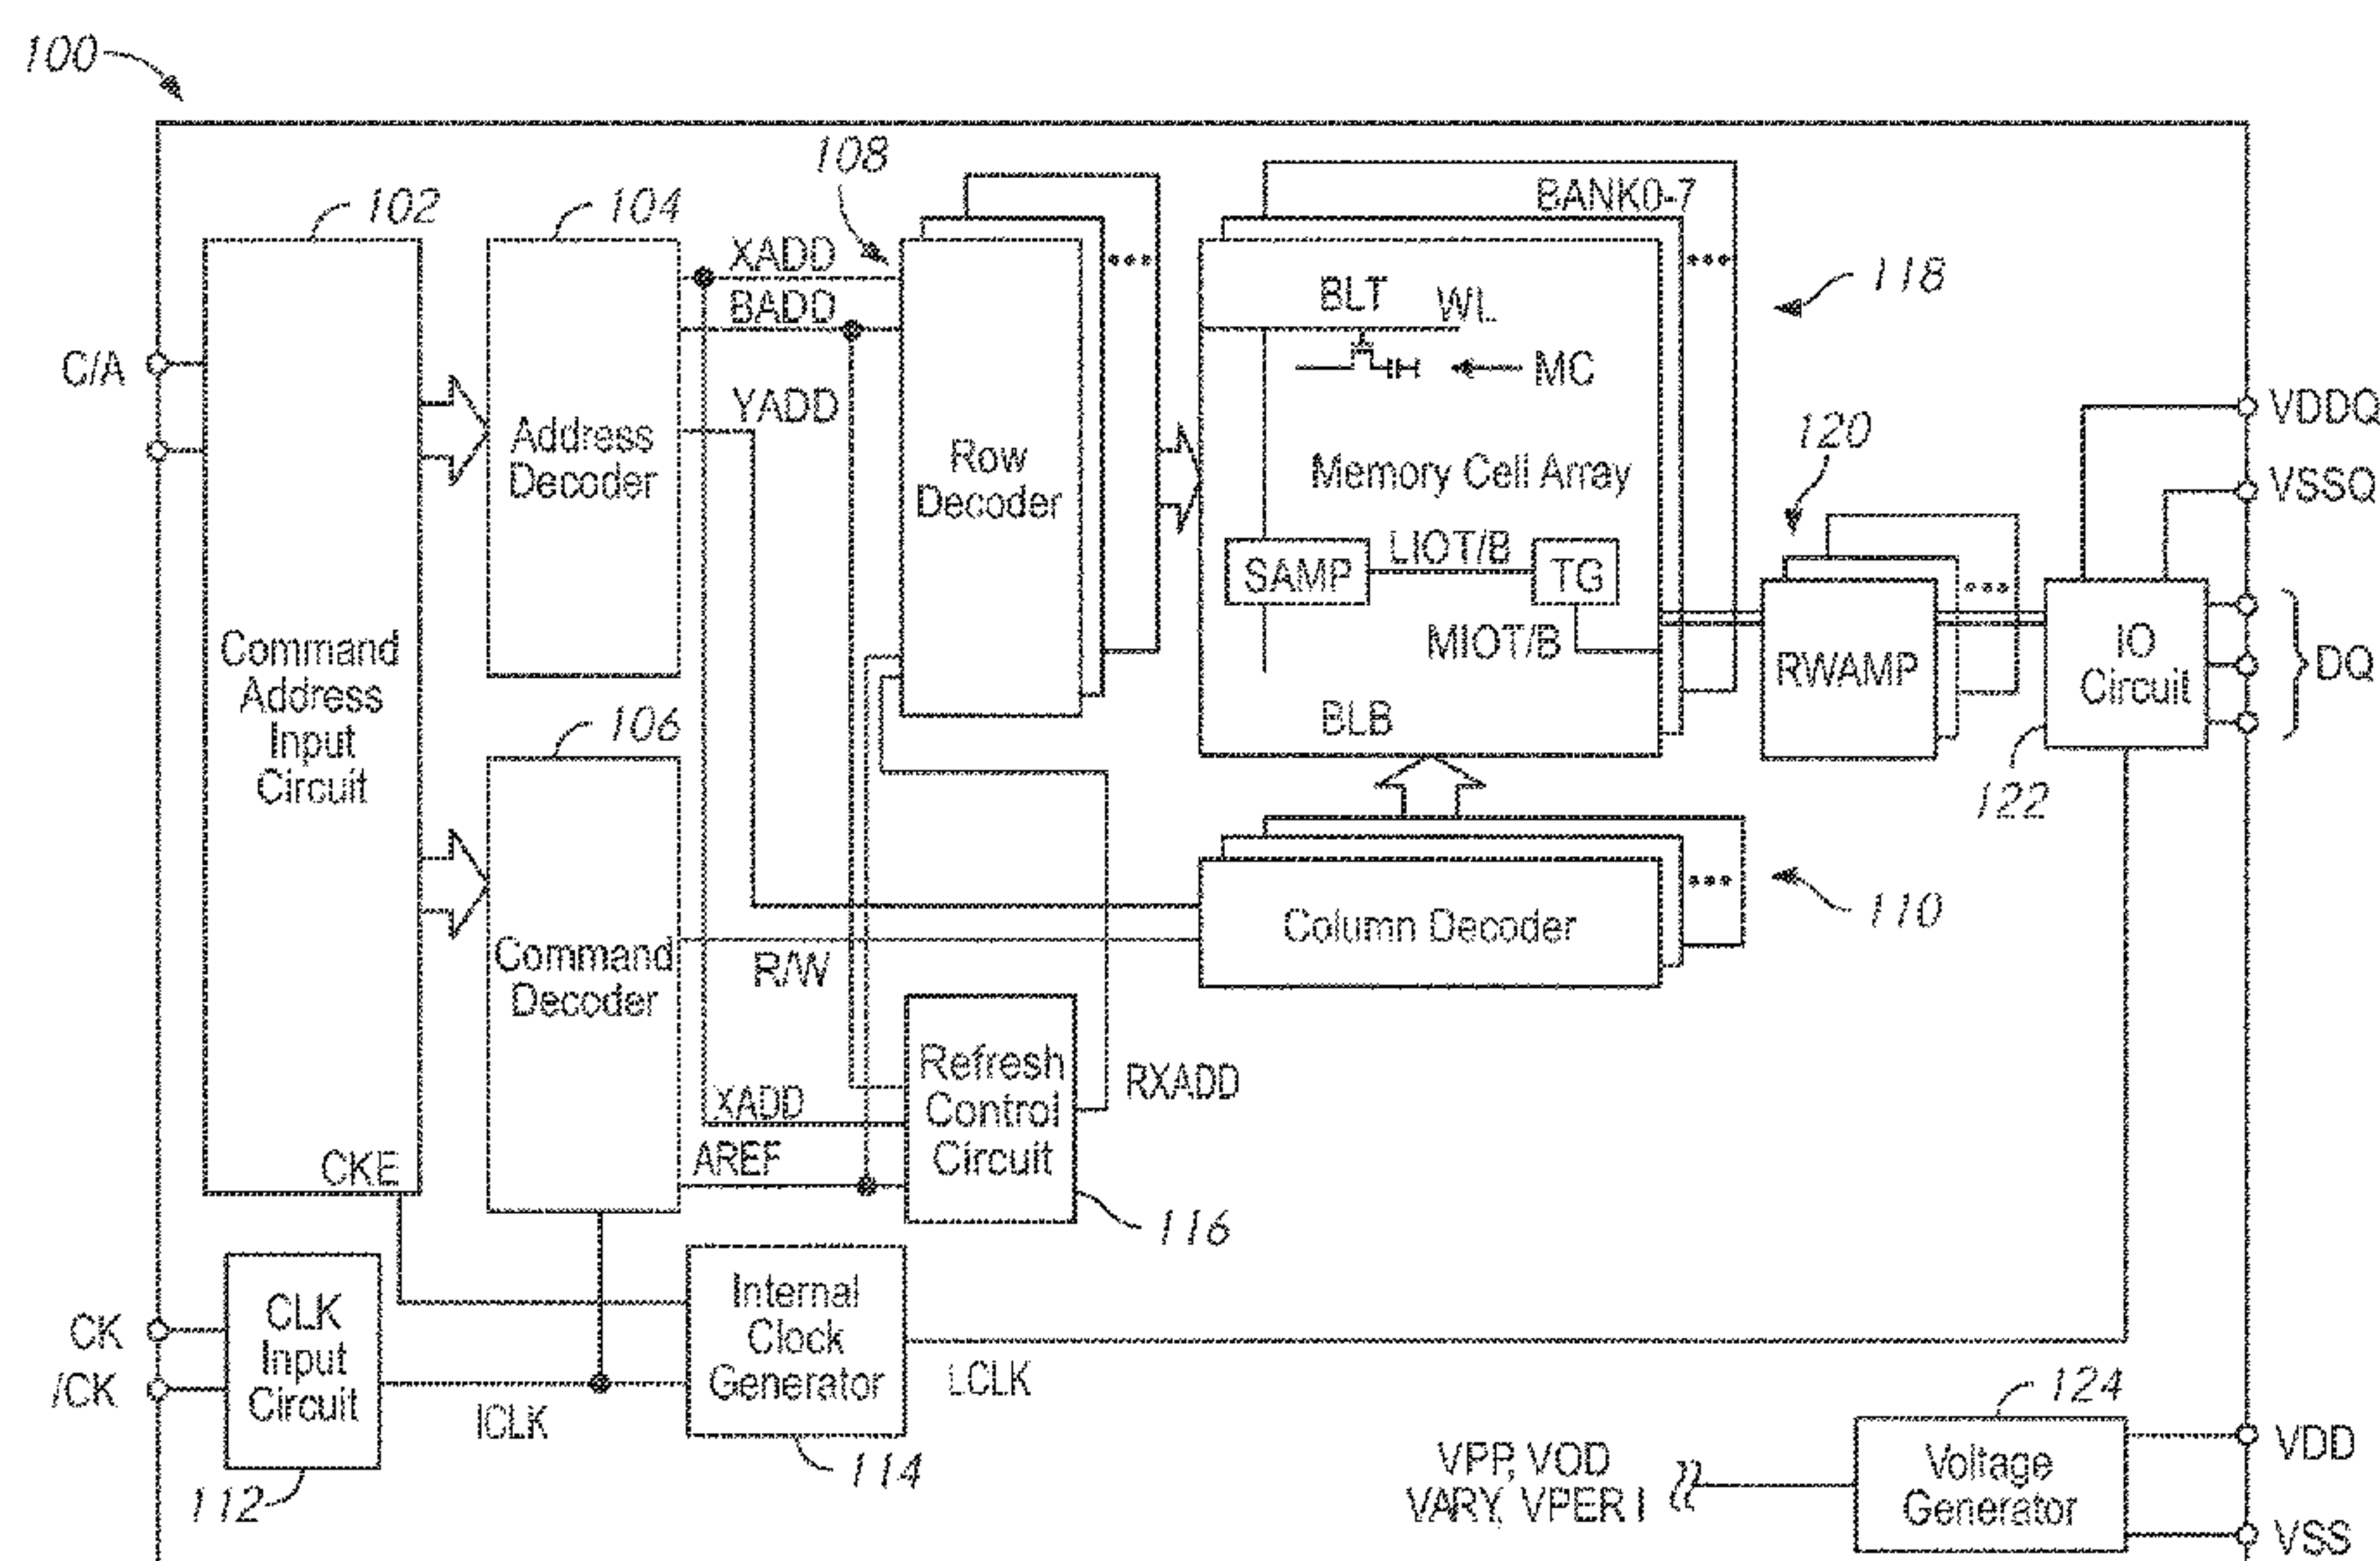 100
108
BANK0-7
102
104
XADD
118
BADD
BLT
WL
C/A
MC
YADD
VDDQ
120
Address
Decoder
Row
Decoder
Memory Cell Array
VSSQ
LIOT/B
SAMP
TG
Command
Address
Input
Circuit
MIOT/B
RWAMP
IO
Circuit
DQ
106
BLB
122
Command
Decoder
R/W
Column Decoder
110
Refresh
Control
Circuit
RXADD
XADD
AREF
CKE
116
CK
/CK
CLK
Input
Circuit
Internal
Clock
Generator
LCLK
ICLK
124
112
114
VPP, VOD
VARY, VPER I
Voltage
Generator
VDD
VSS